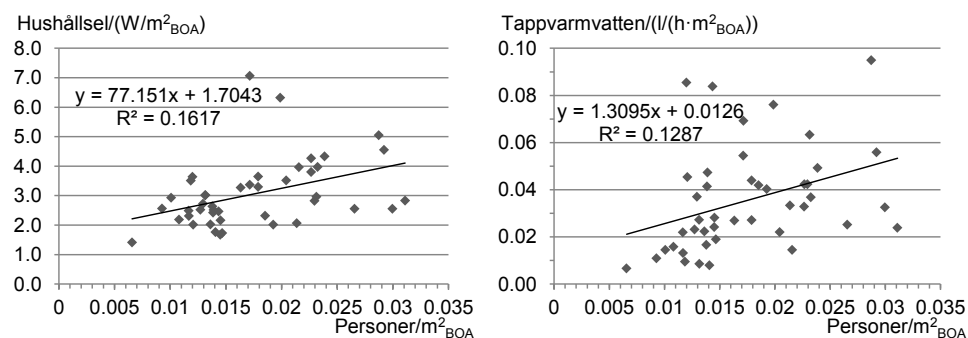 Hushållsel/(W/m²BOA)
8.0
7.0
6.0
5.0
4.0
3.0
2.0
1.0
0.0
y = 77.151x + 1.7043
R² = 0.1617
0 0.005 0.01 0.015 0.02 0.025 0.03 0.035
Personer/m²BOA
Tappvarmvatten/(l/(h·m²BOA))
0.10
0.08
0.06
0.04
0.02
0.00
y = 1.3095x + 0.0126
R² = 0.1287
0 0.005 0.01 0.015 0.02 0.025 0.03 0.035
Personer/m²BOA